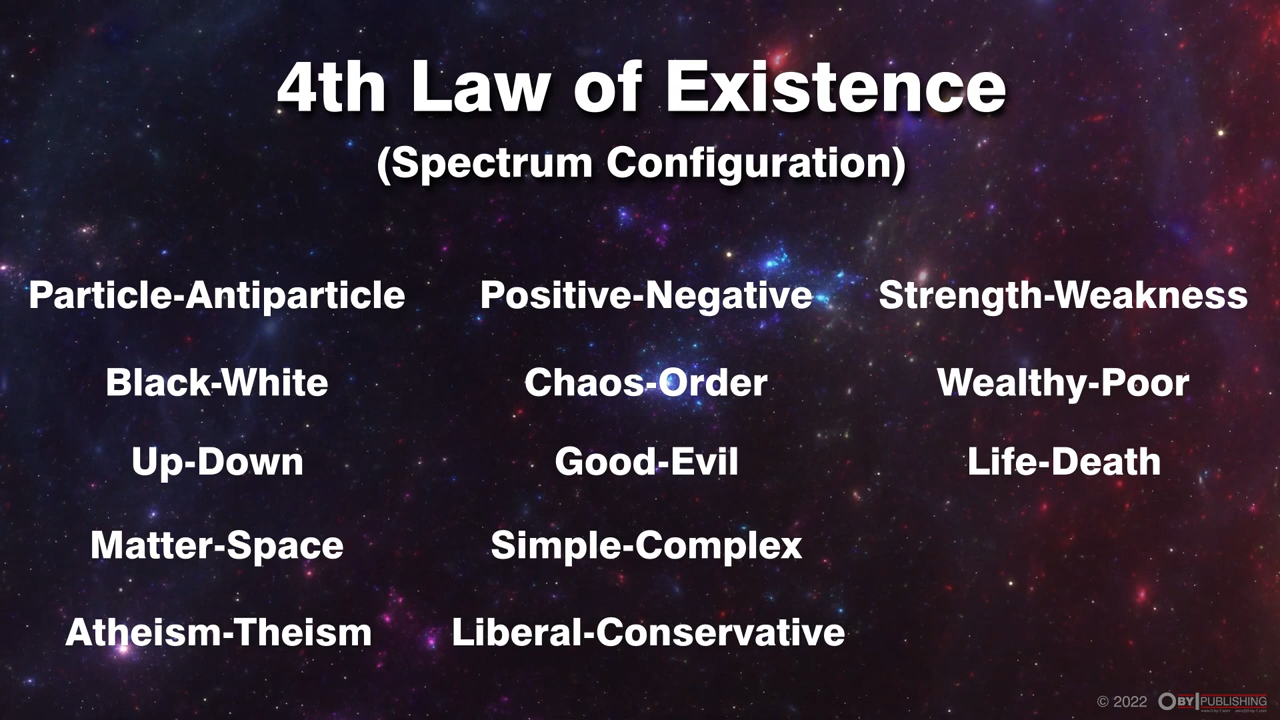 4th Law of Existence
(Spectrum Configuration)
Particle-Antiparticle
Black-White
Up-Down
Matter-Space
Atheism-Theism
Positive-Negative
Chaos-Order
Good-Evil
Simple-Complex
Liberal-Conservative
Strength-Weakness
Wealthy-Poor
Life-Death
© 2022 OBY|PUBLISHING